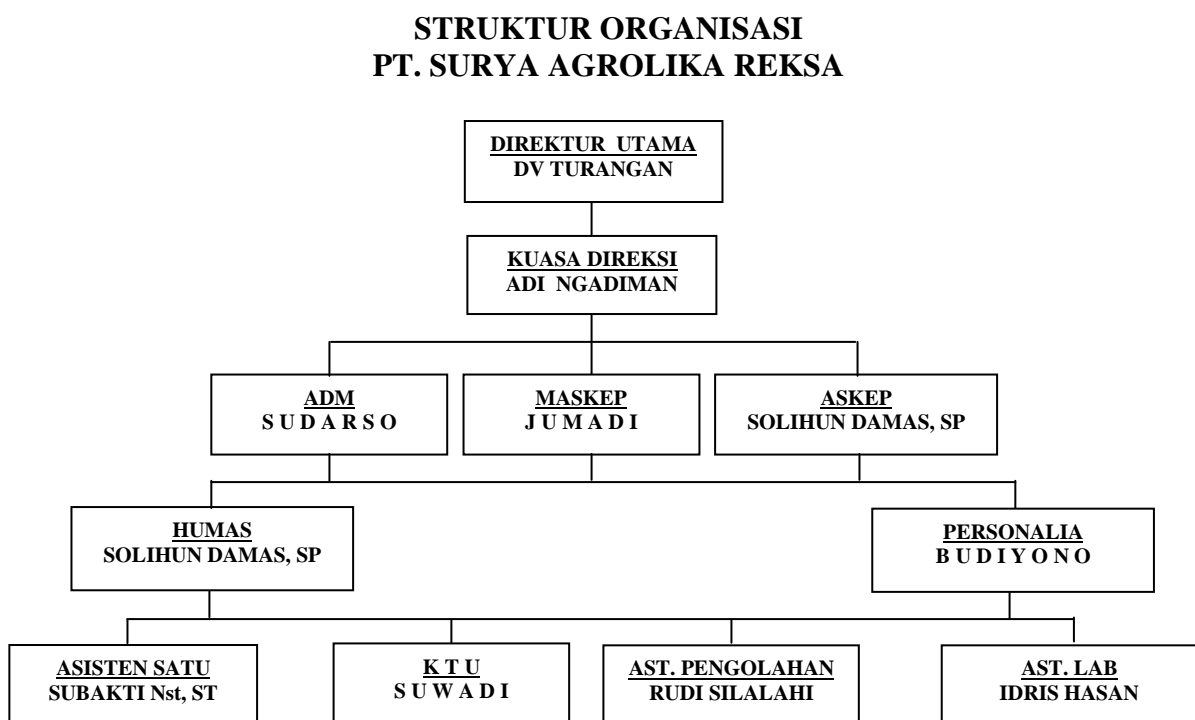 STRUKTUR ORGANISASI
PT. SURYA AGROLIKA REKSA
DIREKTUR UTAMA
DV TURANGAN
KUASA DIREKSI
ADI NGADIMAN
ADM
S U D A R S O
MASKEP
J U M A D I
ASKEP
SOLIHUN DAMAS, SP
HUMAS
SOLIHUN DAMAS, SP
PERSONALIA
B U D I Y O N O
ASISTEN SATU
SUBAKTI Nst, ST
K T U
S U W A D I
AST. PENGOLAHAN
RUDI SILALAHI
AST. LAB
IDRIS HASAN